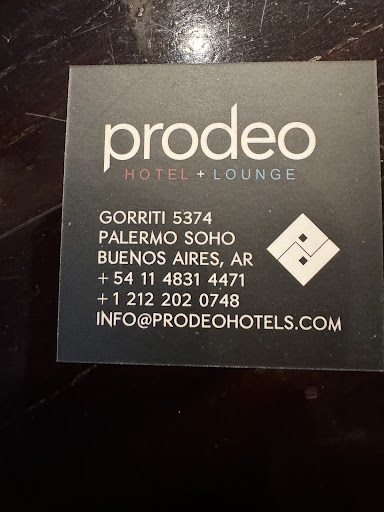 prodeo
HOTEL + LOUNGE
GORRITI 5374
PALERMO SOHO
BUENOS AIRES, AR
+ 54 11 4831 4471
+ 1 212 202 0748
INFO@PRODEOHOTELS.COM